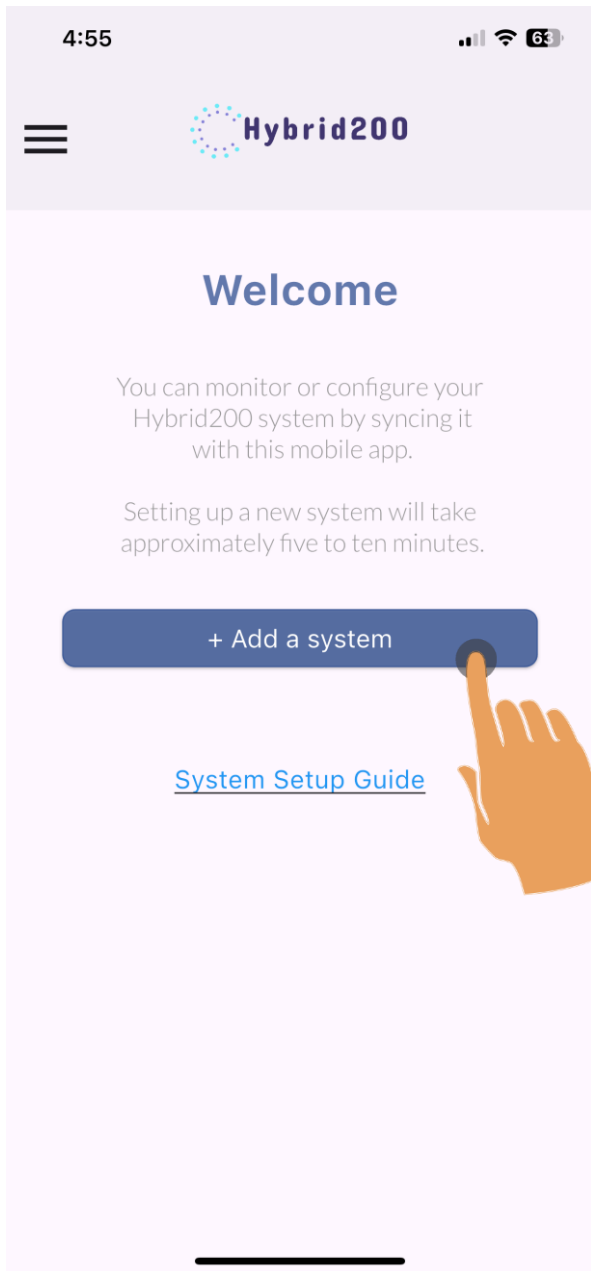 4:55
63
Hybrid200
Welcome
You can monitor or configure your
Hybrid200 system by syncing it
with this mobile app.
Setting up a new system will take
approximately five to ten minutes.
+ Add a system
System Setup Guide